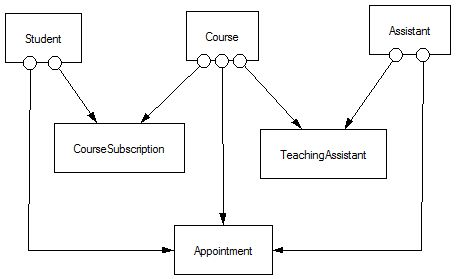 Student
Course
Assistant
CourseSubscription
TeachingAssistant
Appointment